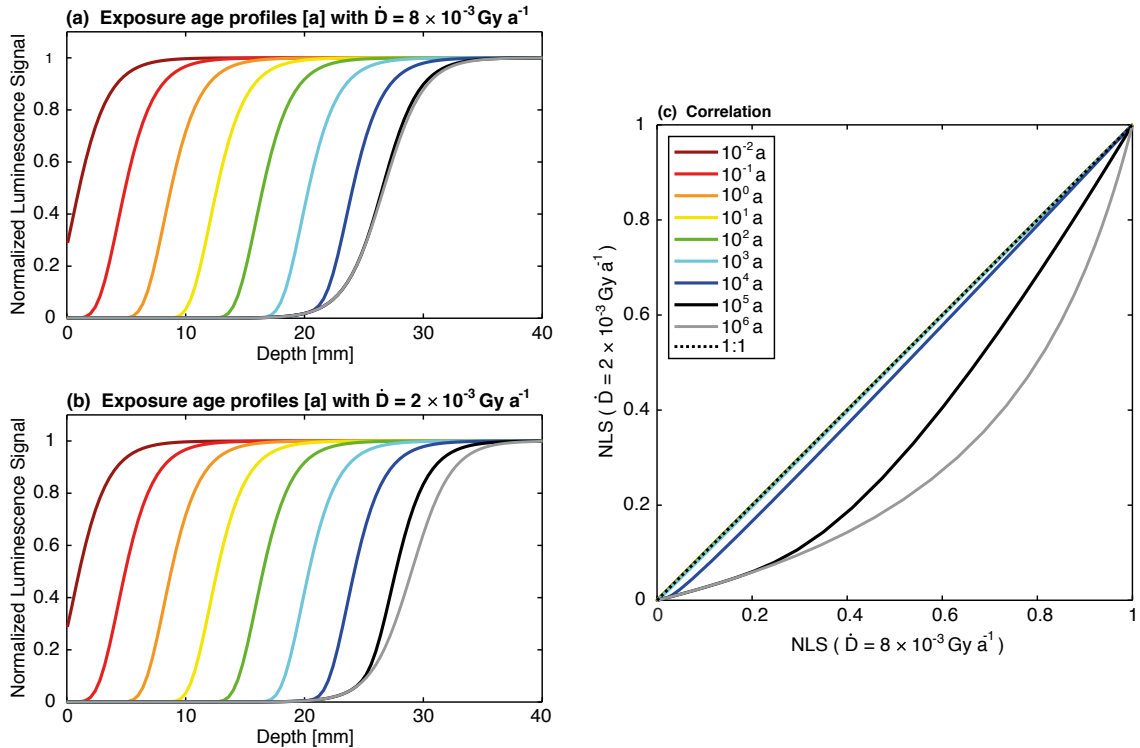 (a) Exposure age profiles [a] with Ḋ = 8 × 10⁻³ Gy a⁻¹
Normalized Luminescence Signal
1
0.8
0.6
0.4
0.2
0
0 10 20 30 40
Depth [mm]
(b) Exposure age profiles [a] with Ḋ = 2 × 10⁻³ Gy a⁻¹
Normalized Luminescence Signal
1
0.8
0.6
0.4
0.2
0
0 10 20 30 40
Depth [mm]
(c) Correlation
NLS ( Ḋ = 2 × 10⁻³ Gy a⁻¹)
1
0.8
0.6
0.4
0.2
0
10⁻² a
10⁻¹ a
10⁰ a
10¹ a
10² a
10³ a
10⁴ a
10⁵ a
10⁶ a
1:1
0 0.2 0.4 0.6 0.8 1
NLS ( Ḋ = 8 × 10⁻³ Gy a⁻¹)